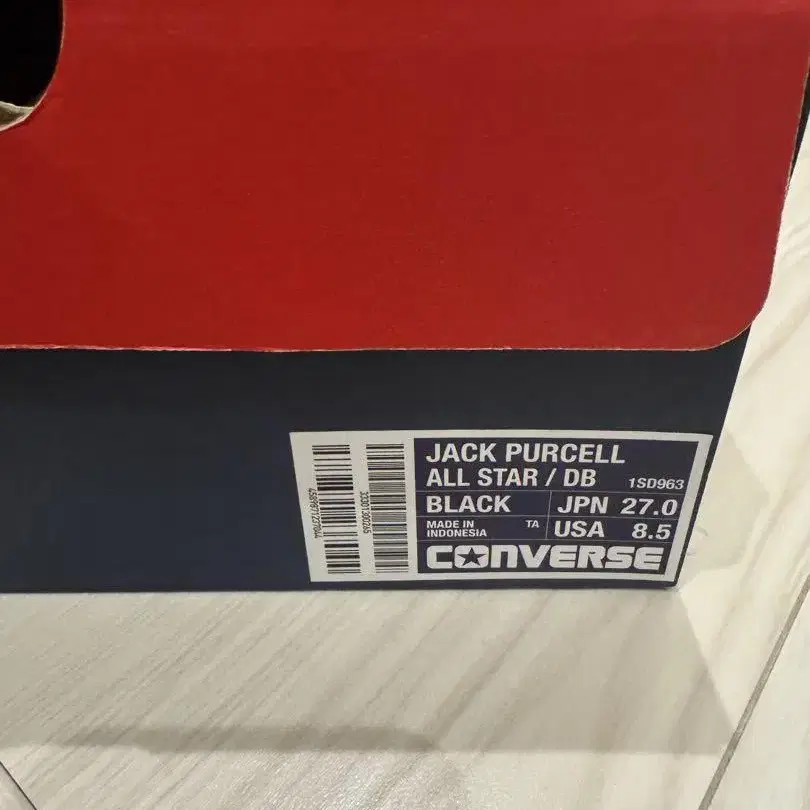 JACK PURCELL
ALL STAR / DB 1SD963
BLACK JPN 27.0
MADE IN INDONESIA TA USA 8.5
CONVERSE